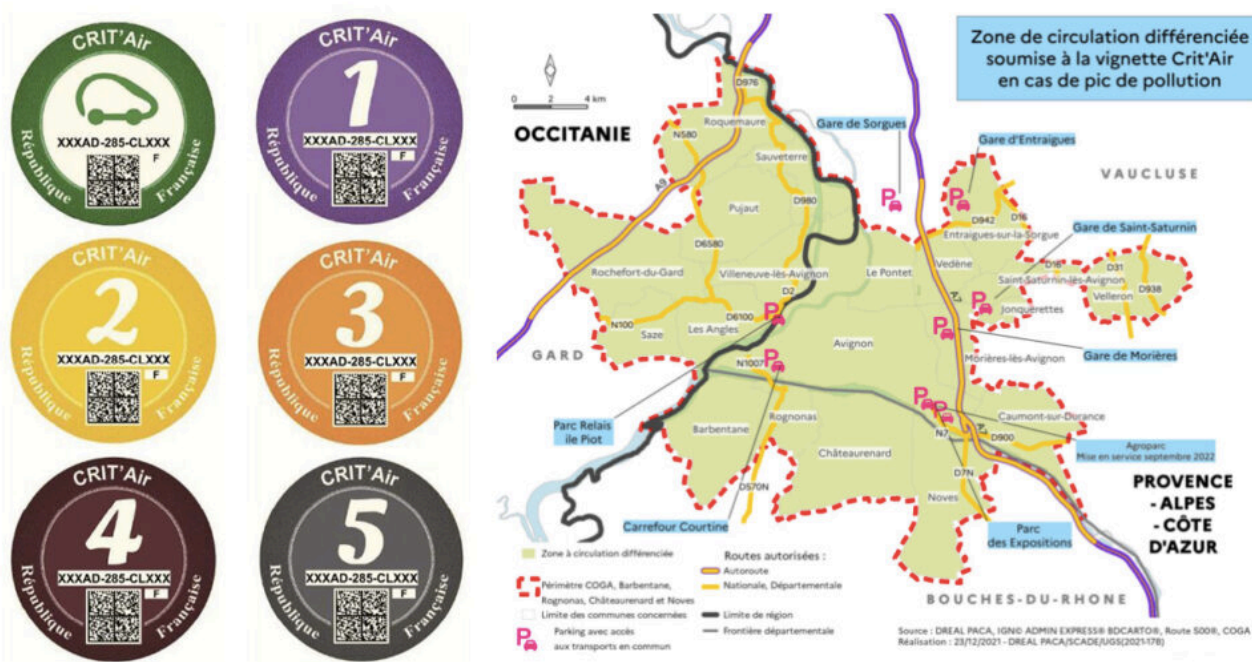 CRIT'Air
XXXAD-285-CLXXX
F
République Française
CRIT'Air
1
XXXAD-285-CLXXX
F
République Française
CRIT'Air
2
XXXAD-285-CLXXX
F
République Française
CRIT'Air
3
XXXAD-285-CLXXX
F
République Française
CRIT'Air
4
XXXAD-285-CLXXX
F
République Française
CRIT'Air
5
XXXAD-285-CLXXX
F
République Française
Zone de circulation différenciée
soumise à la vignette Crit'Air
en cas de pic de pollution
0 2 4 km
OCCITANIE
D976
Roquemaure
Gare de Sorgues
N580
Sauveterre
Gare d'Entraigues
VAUCLUSE
A9
P
P
Pujaut
D980
D942
D16
Entraigues-sur-la-Sorgue
Gare de Saint-Saturnin
D6580
Rochefort-du-Gard
Villeneuve-lès-Avignon
Le Pontet
Vedène
D16
D31
Saint-Saturnin-lès-Avignon
Velleron
D938
D2
A7
P
Jonquerettes
N100
D6100
P
Saze
Les Angles
Avignon
P
GARD
N1007
P
Morières-lès-Avignon
Gare de Morières
Parc Relais
ile Piot
Barbentane
Rognonas
P
P
Caumont-sur-Durance
N7
A7
D900
Agroparc
Mise en service septembre 2022
Châteaurenard
D7N
D570N
Noves
PROVENCE
- ALPES
- CÔTE
D'AZUR
Carrefour Courtine
Parc
des Expositions
BOUCHES-DU-RHONE
Zone à circulation différenciée
Périmètre COGA, Barbentane,
Rognonas, Châteaurenard et Noves
Limite des communes concernées
P
Parking avec accès
aux transports en commun
Routes autorisées :
Autoroute
Nationale, Départementale
Limite de région
Frontière départementale
Source : DREAL PACA, IGN© ADMIN EXPRESS® BDCARTO®, Route 500®, COGA
Réalisation : 23/12/2021 - DREAL PACA/SCADE/UGS(2021-178)